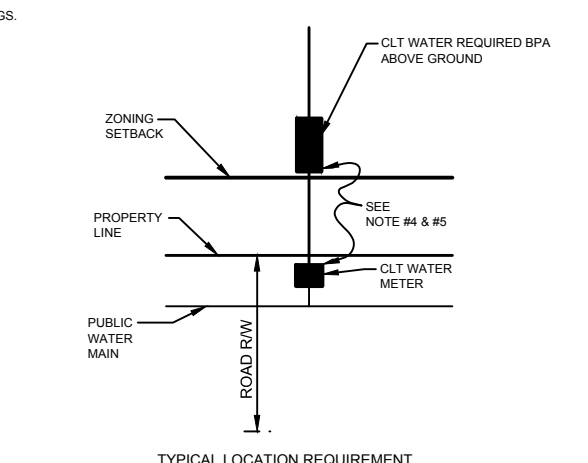 GS.
CLT WATER REQUIRED BPA
ABOVE GROUND
ZONING
SETBACK
SEE
NOTE #4 & #5
PROPERTY
LINE
CLT WATER
METER
PUBLIC
WATER
MAIN
ROAD R/W
TYPICAL LOCATION REQUIREMENT